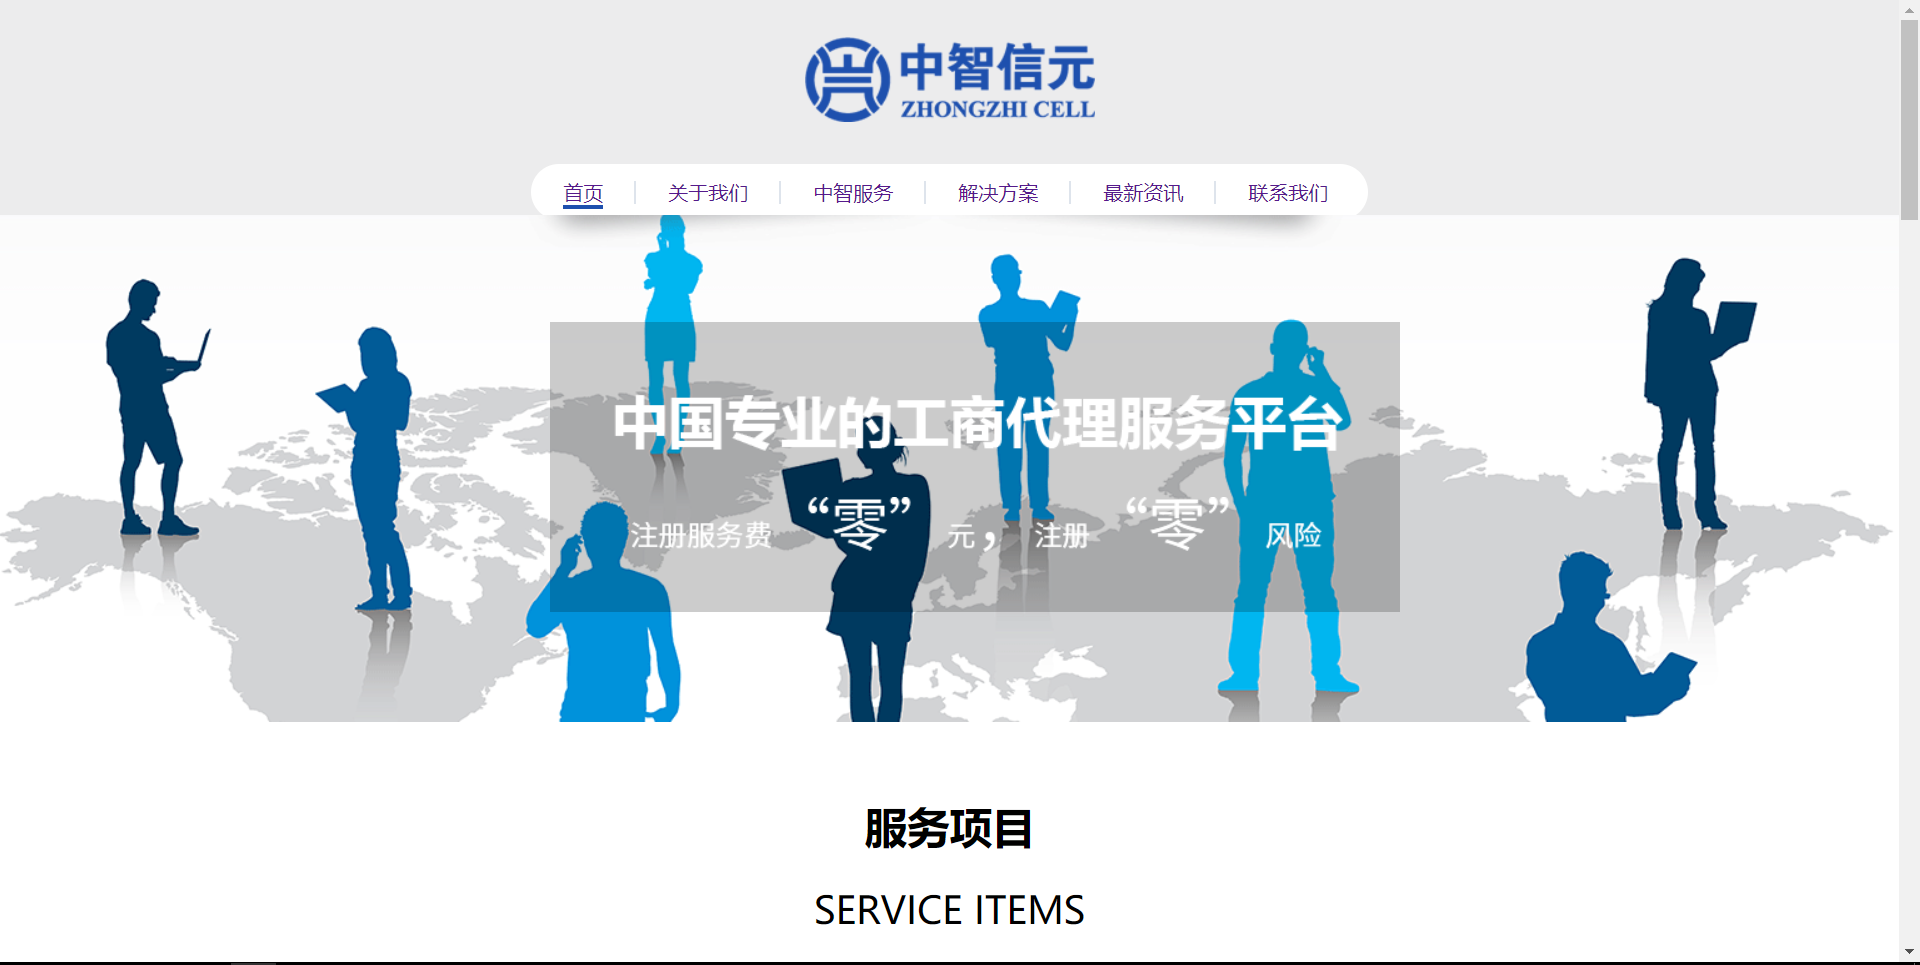 中智信元
ZHONGZHI CELL
首页 关于我们 中智服务 解决方案 最新资讯 联系我们
中国专业的工商代理服务平台
注册服务费 “零” 元，注册 “零” 风险
服务项目
SERVICE ITEMS